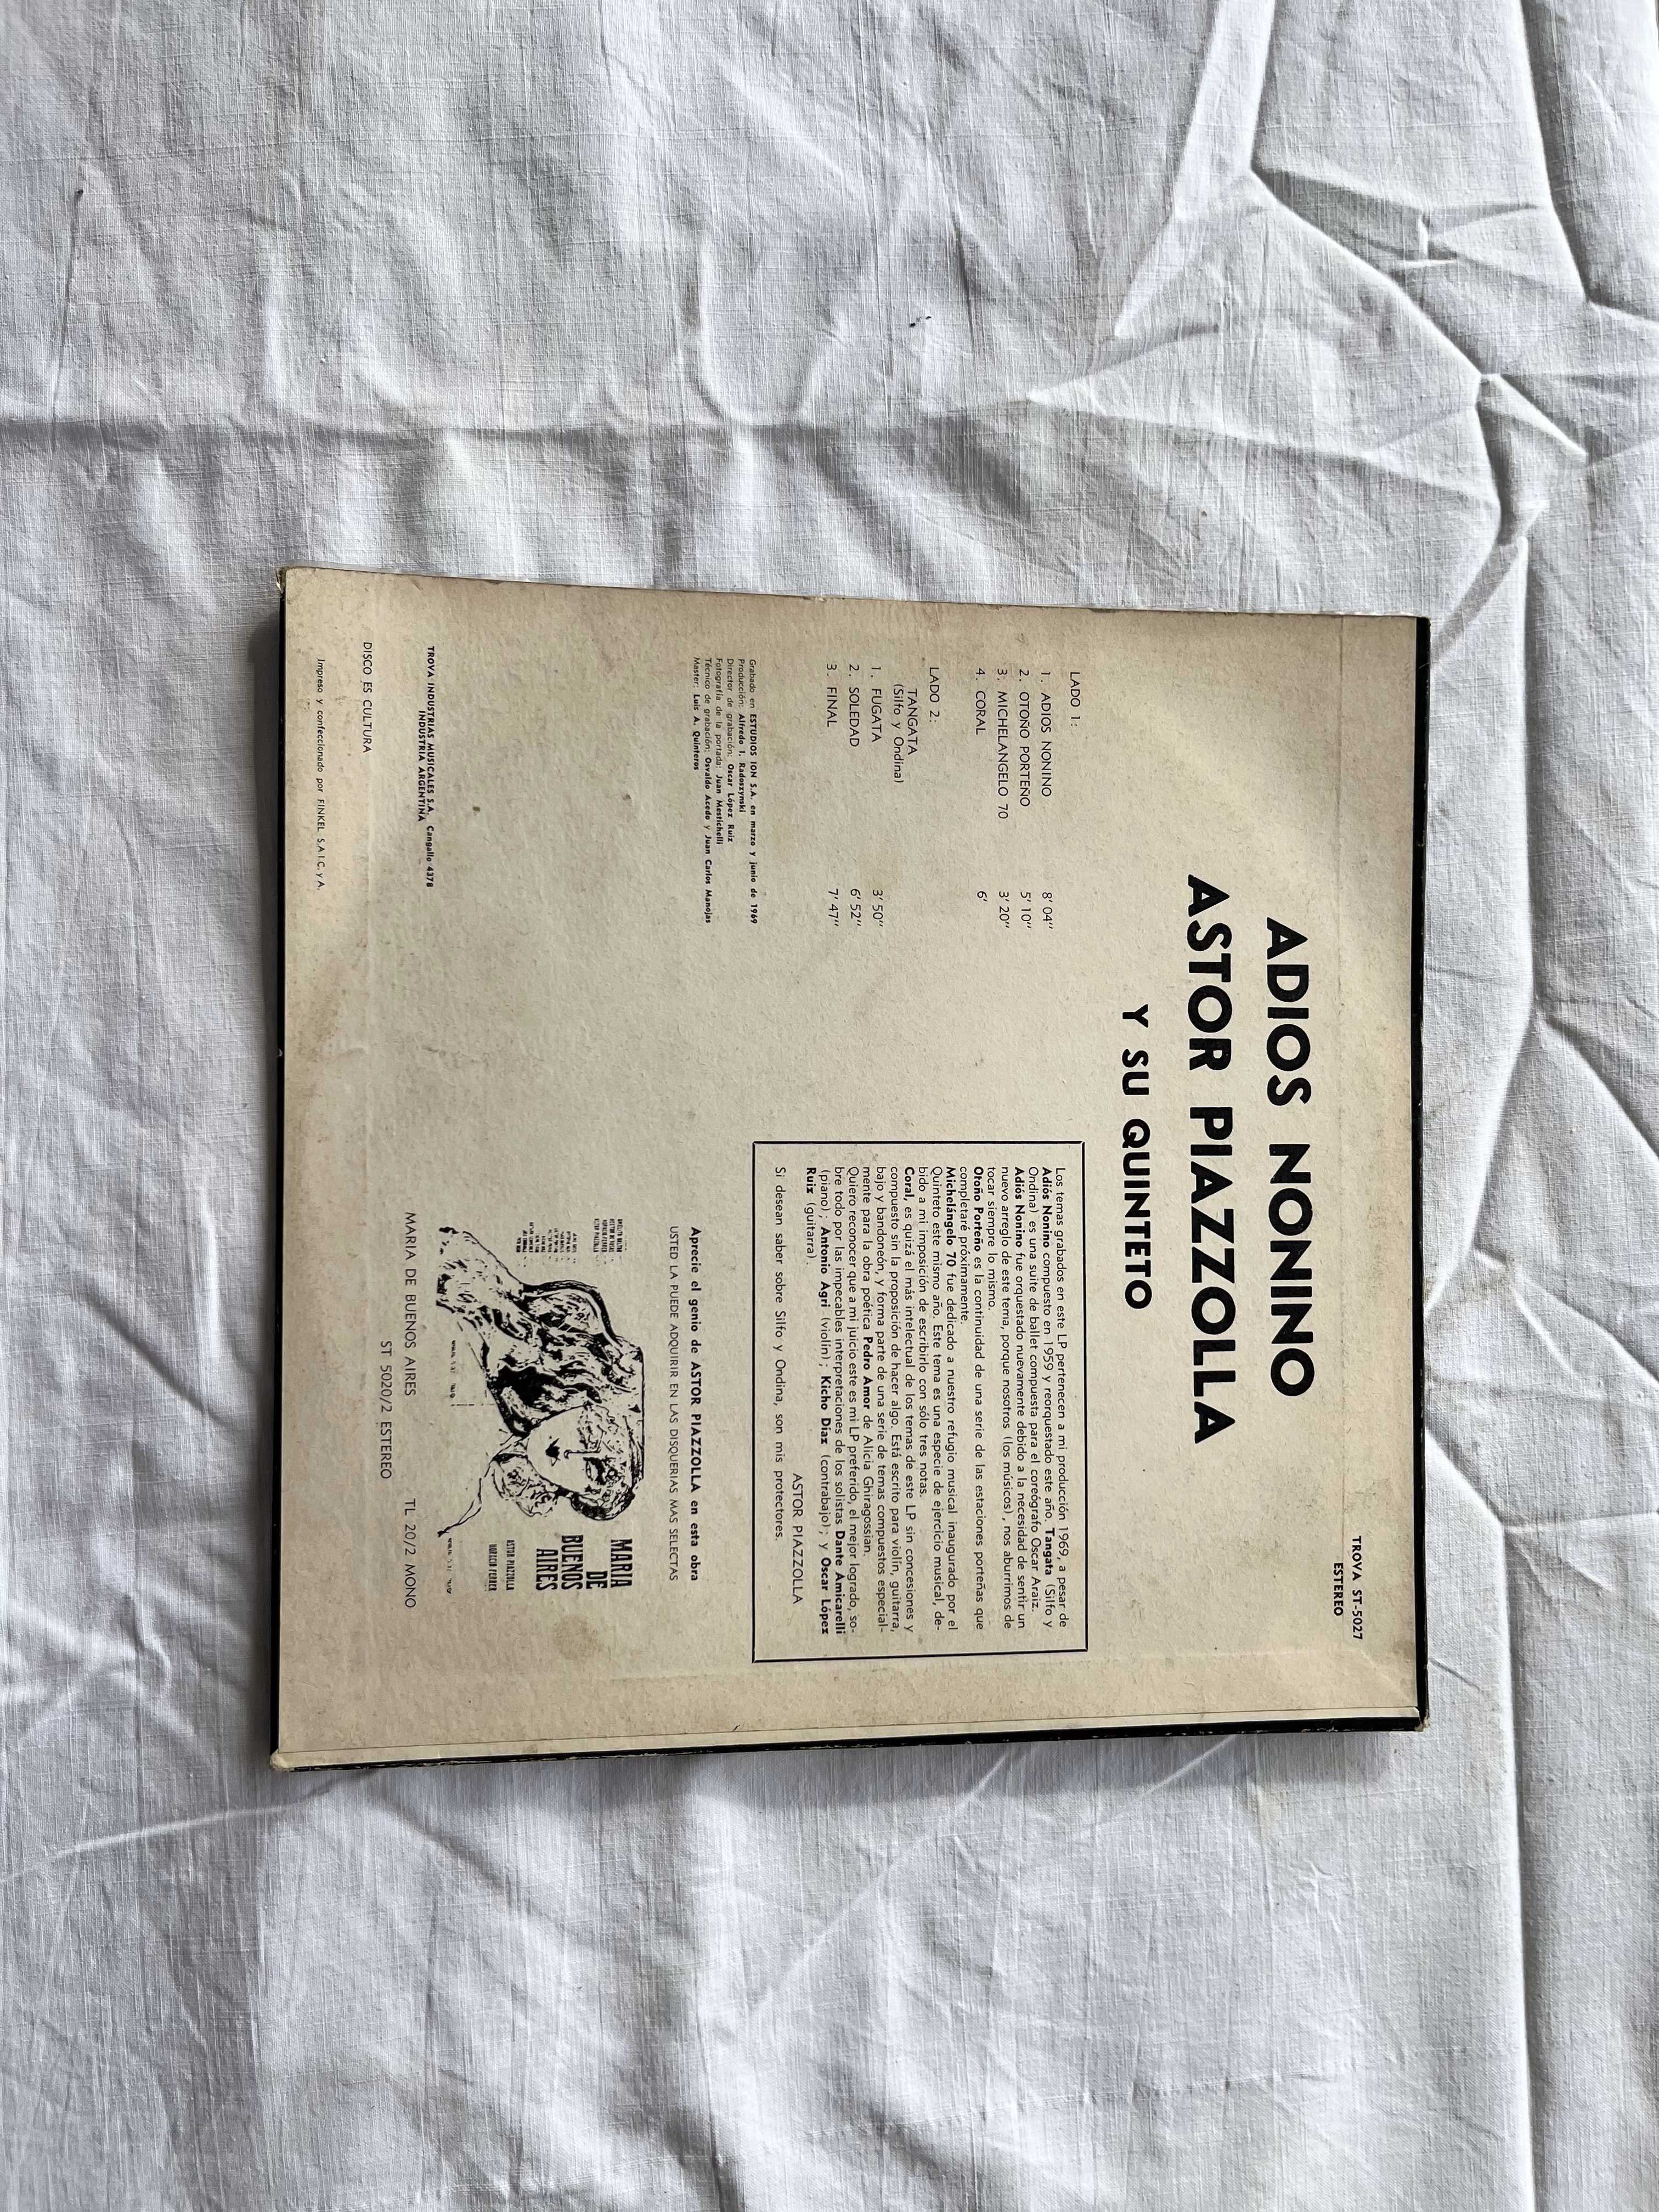 TROVA ST-5027
ESTEREO
ADIOS NONINO
ASTOR PIAZZOLLA
Y SU QUINTETO
LADO 1:
1. ADIOS NONINO 8' 04"
2. OTOÑO PORTEÑO 5' 10"
3. MICHELANGELO 70 3' 20"
4. CORAL 6'
LADO 2:
TANGATA
(Silfo y Ondina)
1. FUGATA 3' 50"
2. SOLEDAD 6' 52"
3. FINAL 7' 47"
Grabado en ESTUDIOS ION S.A. en marzo y junio de 1969
Producción: Alfredo I. Radoszynski
Director de grabación: Oscar López Ruiz
Fotografía de la portada: Juan Mestichelli
Técnico de grabación: Osvaldo Acedo y Juan Carlos Manojas
Master: Luis A. Quinteros
Los temas grabados en este LP pertenecen a mi producción 1969, a pesar de
Adiós Nonino compuesto en 1959 y reorquestado este año. Tangata (Silfo y
Ondina) es una suite de ballet compuesta para el coreógrafo Oscar Araiz.
Adiós Nonino fue orquestado nuevamente debido a la necesidad de sentir un
nuevo arreglo de este tema, porque nosotros (los músicos), nos aburrimos de
tocar siempre lo mismo.
Otoño Porteño es la continuidad de una serie de las estaciones porteñas que
completaré próximamente.
Michelángelo 70 fue dedicado a nuestro refugio musical inaugurado por el
Quinteto este mismo año. Este tema es una especie de ejercicio musical, de-
bido a mi imposición de escribirlo con sólo tres notas.
Coral, es quizá el más intelectual de los temas de este LP sin concesiones y
compuesto sin la proposición de hacer algo. Está escrito para violín, guitarra,
bajo y bandoneón, y forma parte de una serie de temas compuestos especial-
mente para la obra poética Pedro Amor de Alicia Ghiragossian.
Quiero reconocer que a mi juicio este es mi LP preferido, el mejor logrado, so-
bre todo por las impecables interpretaciones de los solistas Dante Amicarelli
(piano); Antonio Agri (violín); Kicho Díaz (contrabajo); y Oscar López
Ruiz (guitarra).
ASTOR PIAZZOLLA
Si desean saber sobre Silfo y Ondina, son mis protectores.
Aprecie el genio de ASTOR PIAZZOLLA en esta obra
USTED LA PUEDE ADQUIRIR EN LAS DISQUERIAS MAS SELECTAS
MARIA
DE
BUENOS
AIRES
ASTOR PIAZZOLLA
HORACIO FERRER
MARIA DE BUENOS AIRES TL 20/2 MONO
ST 5020/2 ESTEREO
TROVA INDUSTRIAS MUSICALES S.A. Cangallo 4378
INDUSTRIA ARGENTINA
DISCO ES CULTURA
Impreso y confeccionado por FINKEL S.A.I.C. y A.